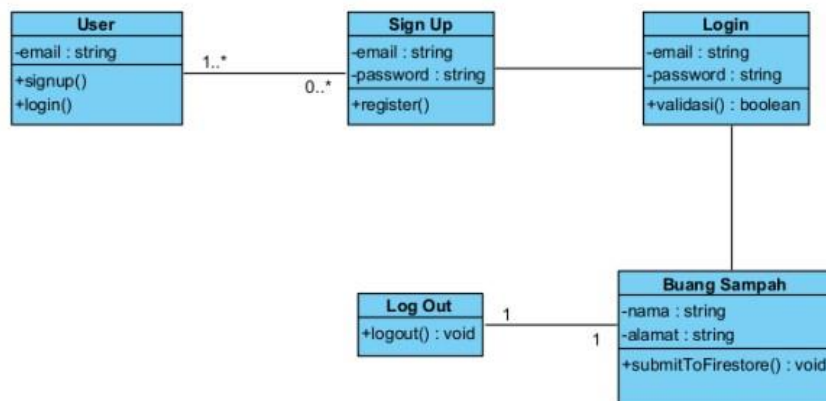 User
-email : string
+signup()
+login()
1..*
0..*
Sign Up
-email : string
-password : string
+register()
Login
-email : string
-password : string
+validasi() : boolean
Log Out
+logout() : void
1
1
Buang Sampah
-nama : string
-alamat : string
+submitToFirestore() : void